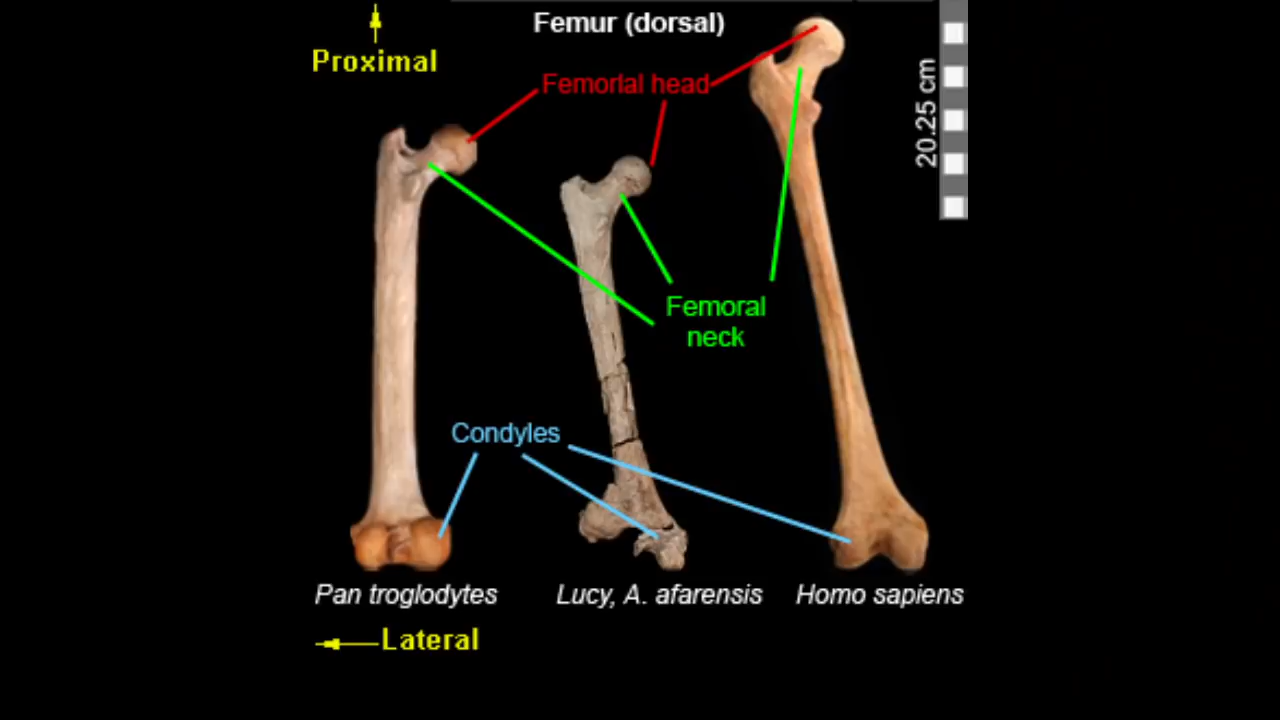 Femur (dorsal)
Proximal
Femorial head
20.25 cm
Femoral
neck
Condyles
Pan troglodytes
Lucy, A. afarensis
Homo sapiens
Lateral